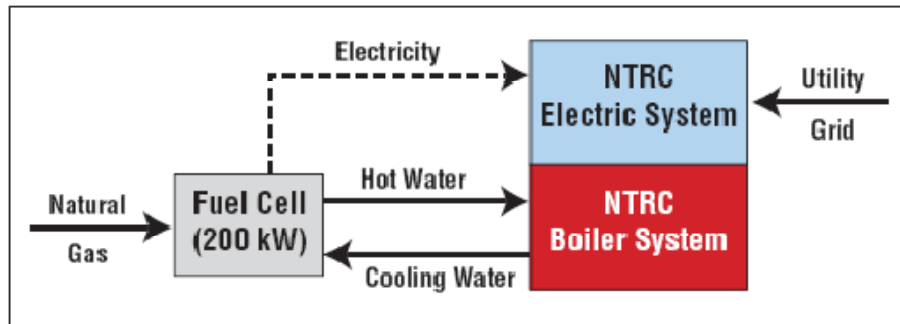 Electricity
NTRC
Electric System
Utility
Grid
Natural
Gas
Fuel Cell
(200 kW)
Hot Water
Cooling Water
NTRC
Boiler System